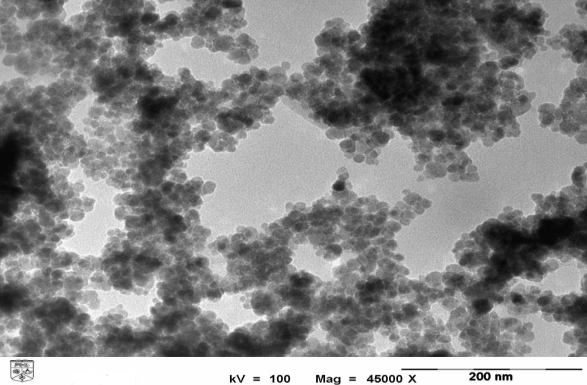 kV = 100 Mag = 45000 X 200 nm